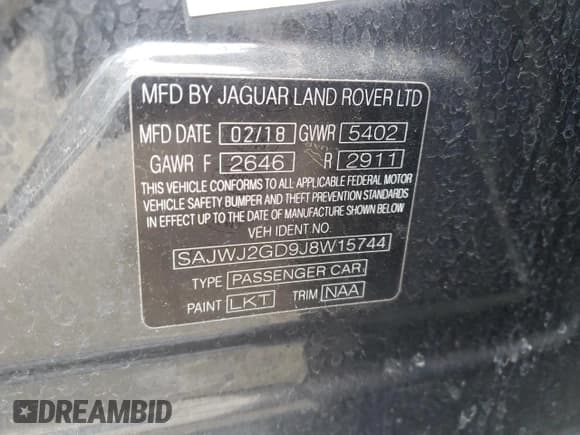 MFD BY JAGUAR LAND ROVER LTD
MFD DATE 02/18 GVWR 5402
GAWR F 2646 R 2911
THIS VEHICLE CONFORMS TO ALL APPLICABLE FEDERAL MOTOR
VEHICLE SAFETY BUMPER AND THEFT PREVENTION STANDARDS
IN EFFECT UP TO THE DATE OF MANUFACTURE SHOWN BELOW
VEH IDENT NO.
SAJWJ2GD9J8W15744
TYPE PASSENGER CAR
PAINT LKT TRIM NAA
DREAMBID